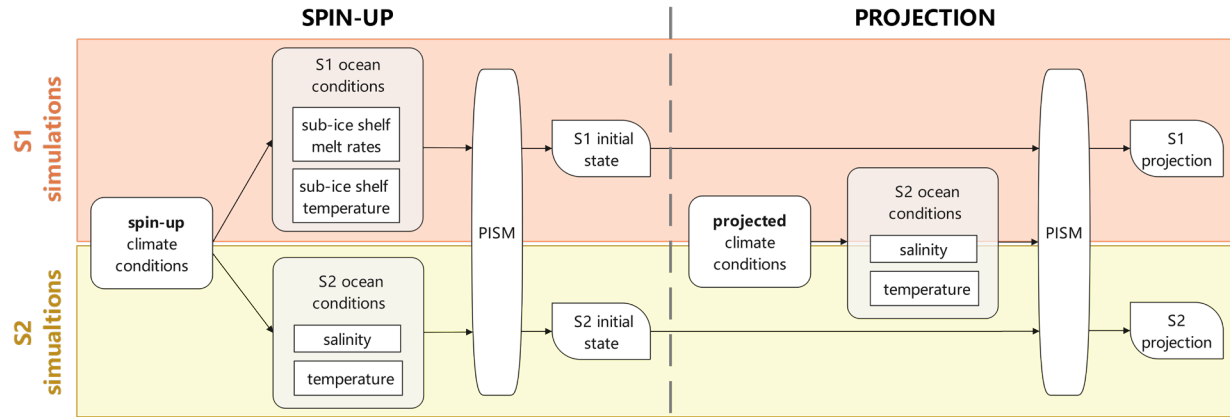 SPIN-UP
PROJECTION
S1
simulations
S1 ocean
conditions
sub-ice shelf
melt rates
sub-ice shelf
temperature
spin-up
climate
conditions
PISM
S1 initial
state
projected
climate
conditions
S2 ocean
conditions
salinity
temperature
PISM
S1
projection
S2
simualtions
S2 ocean
conditions
salinity
temperature
S2 initial
state
S2
projection